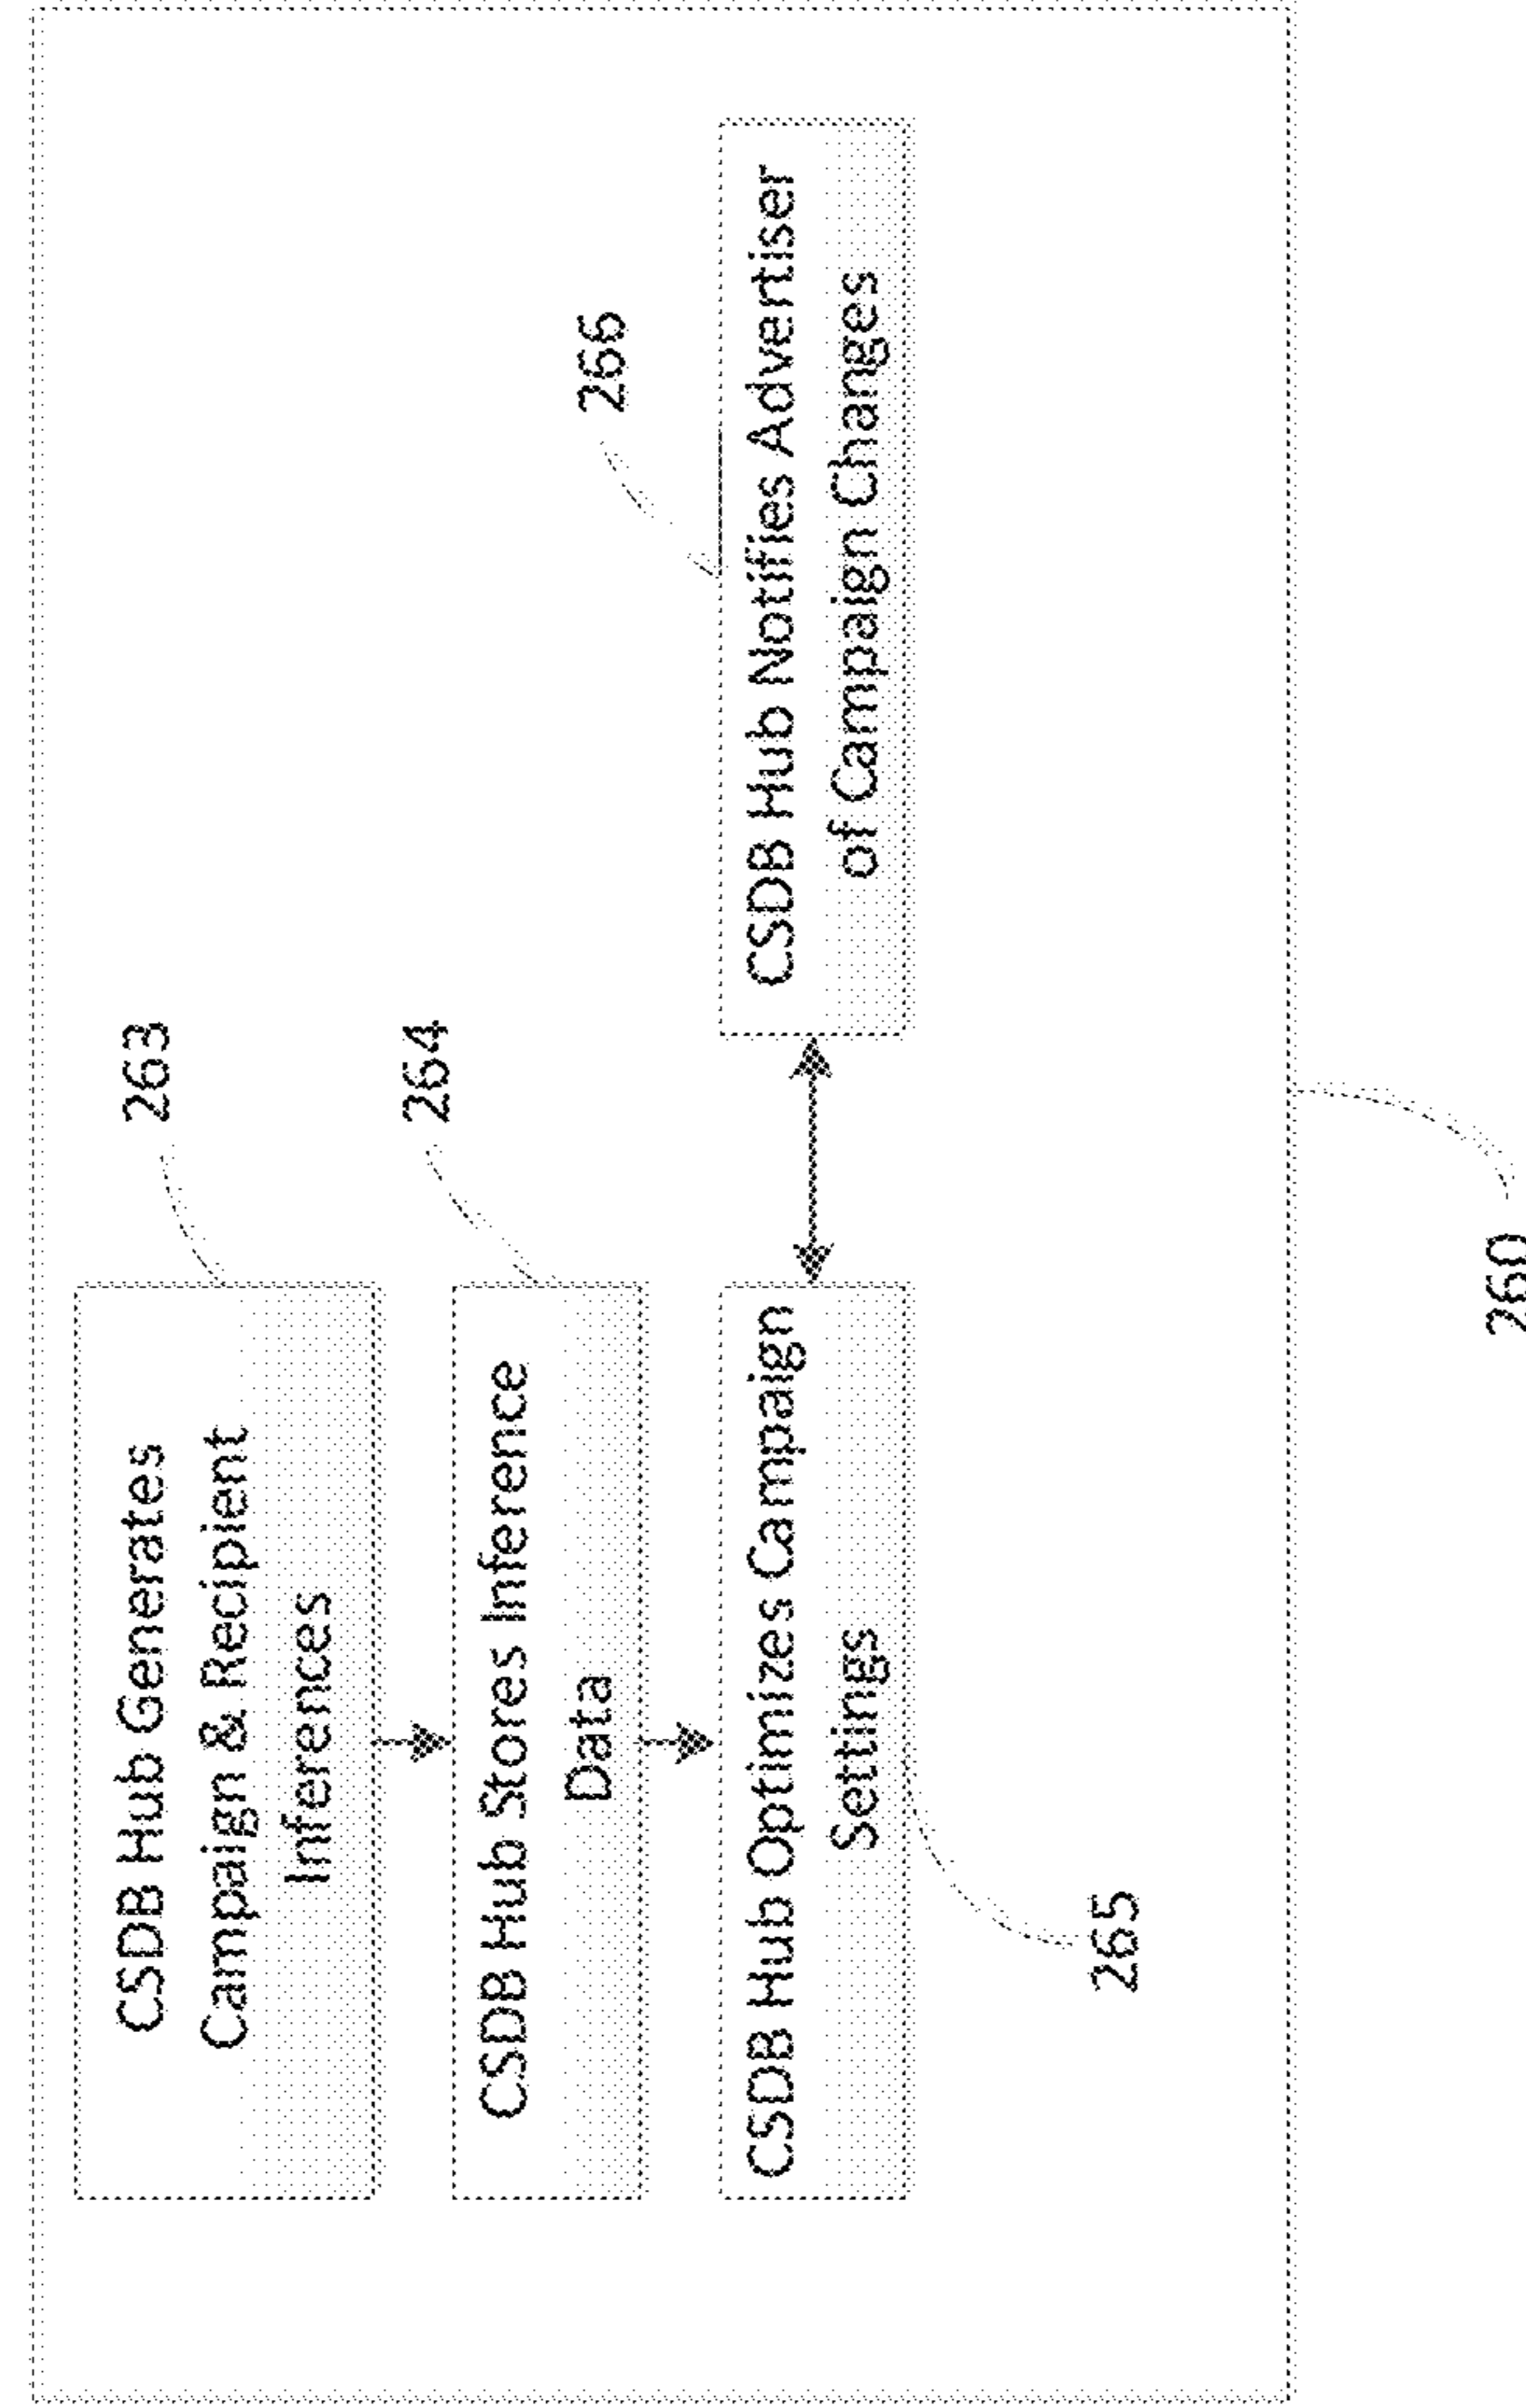 CSDB Hub Generates
Campaign & Recipient
Inferences
263
CSDB Hub Stores Inference
Data
264
CSDB Hub Optimizes Campaign
Settings
265
CSDB Hub Notifies Advertiser
of Campaign Changes
266
260